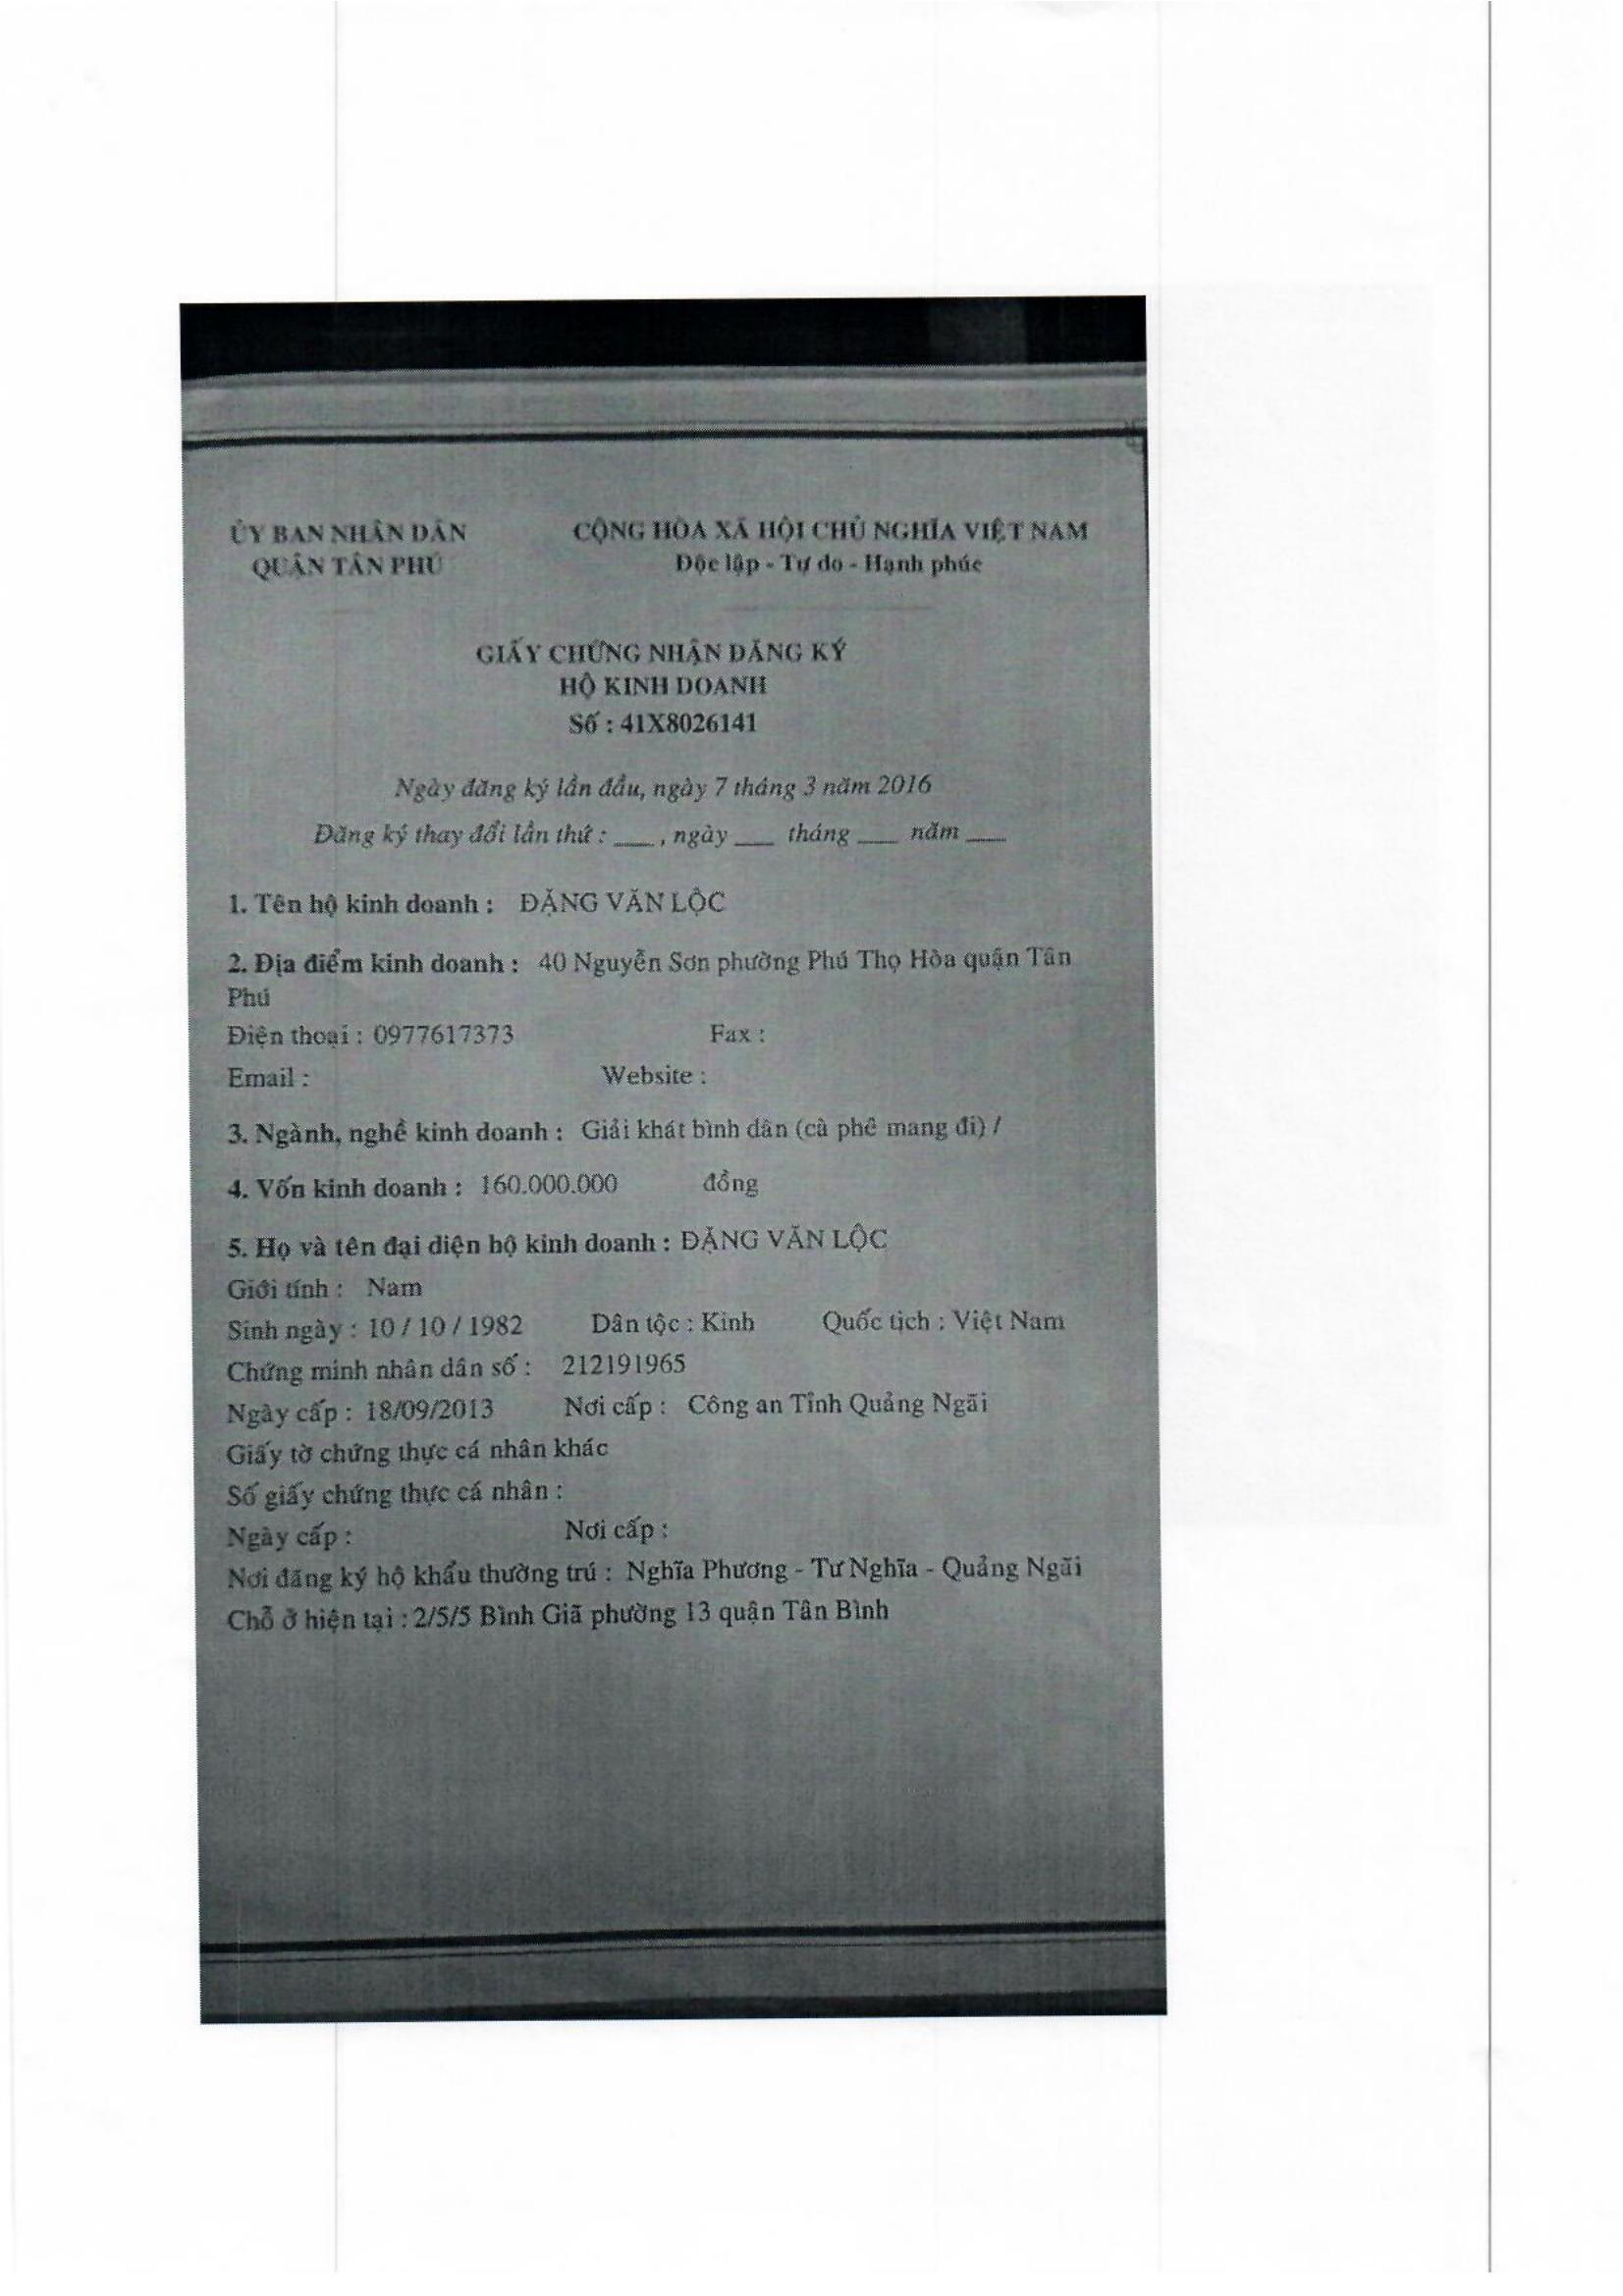 ỦY BAN NHÂN DÂN
QUẬN TÂN PHÚ
CỘNG HÒA XÃ HỘI CHỦ NGHĨA VIỆT NAM
Độc lập - Tự do - Hạnh phúc
GIẤY CHỨNG NHẬN ĐĂNG KÝ
HỘ KINH DOANH
Số : 41X8026141
Ngày đăng ký lần đầu, ngày 7 tháng 3 năm 2016
Đăng ký thay đổi lần thứ : ___ , ngày ___ tháng ___ năm ___
1. Tên hộ kinh doanh : ĐẶNG VĂN LỘC
2. Địa điểm kinh doanh : 40 Nguyễn Sơn phường Phú Thọ Hòa quận Tân
Phú
Điện thoại : 0977617373 Fax :
Email : Website :
3. Ngành, nghề kinh doanh : Giải khát bình dân (cà phê mang đi) /
4. Vốn kinh doanh : 160.000.000 đồng
5. Họ và tên đại diện hộ kinh doanh : ĐẶNG VĂN LỘC
Giới tính : Nam
Sinh ngày : 10 / 10 / 1982 Dân tộc : Kinh Quốc tịch : Việt Nam
Chứng minh nhân dân số : 212191965
Ngày cấp : 18/09/2013 Nơi cấp : Công an Tỉnh Quảng Ngãi
Giấy tờ chứng thực cá nhân khác
Số giấy chứng thực cá nhân :
Ngày cấp : Nơi cấp :
Nơi đăng ký hộ khẩu thường trú : Nghĩa Phương - Tư Nghĩa - Quảng Ngãi
Chỗ ở hiện tại : 2/5/5 Bình Giã phường 13 quận Tân Bình